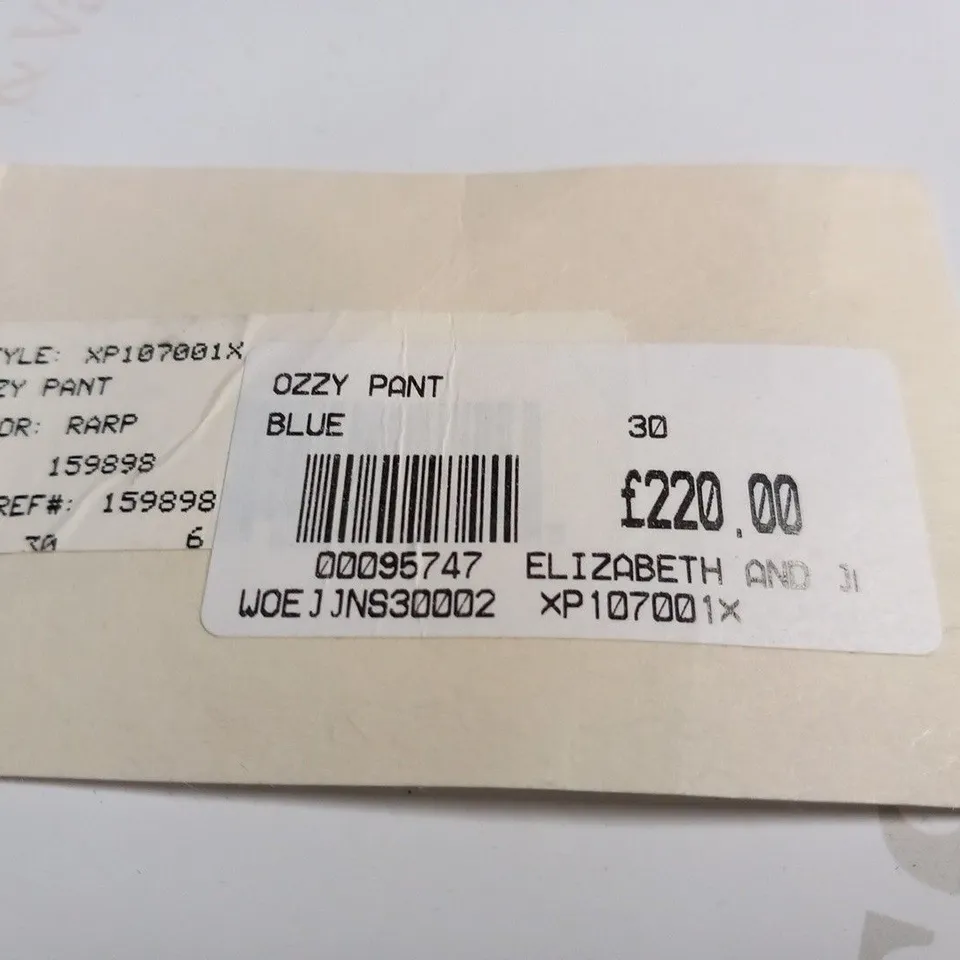 YLE: XP107001X
ZY PANT
OR: RARP
159898
REF#: 159898
30 6
OZZY PANT
BLUE 30
£220.00
00095747 ELIZABETH AND
WOEJJNS30002 XP107001X